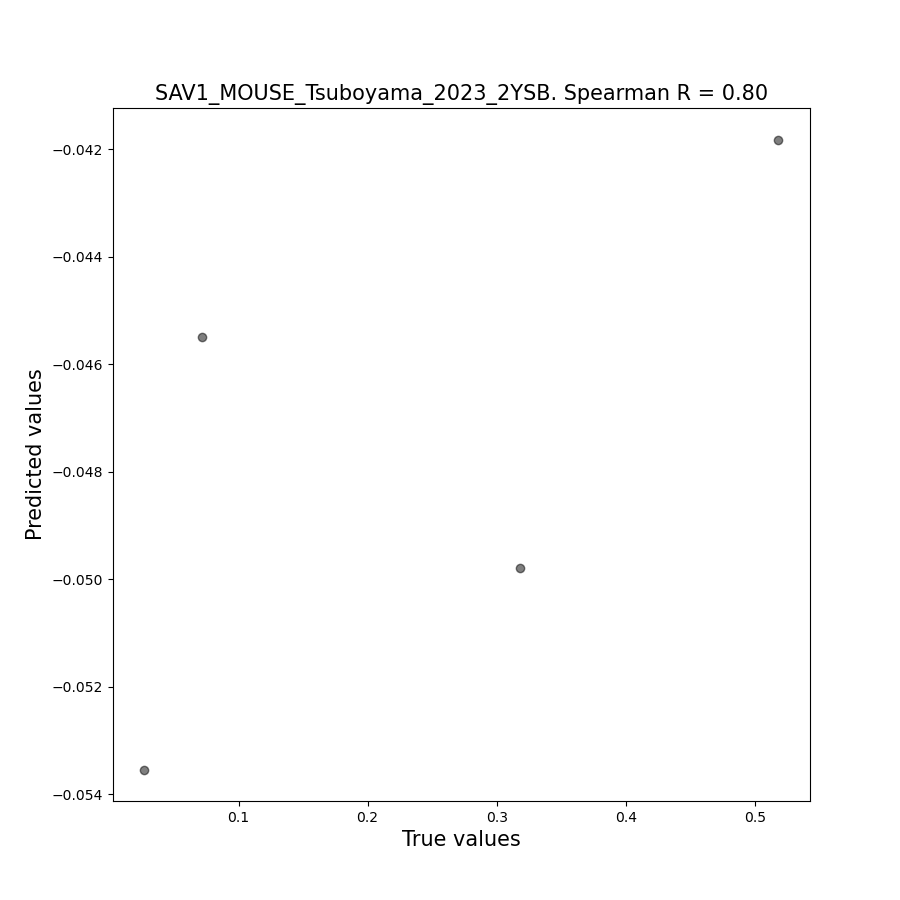 SAV1_MOUSE_Tsuboyama_2023_2YSB. Spearman R = 0.80
−0.042
−0.044
−0.046
−0.048
−0.050
−0.052
−0.054
Predicted values
0.1 0.2 0.3 0.4 0.5
True values